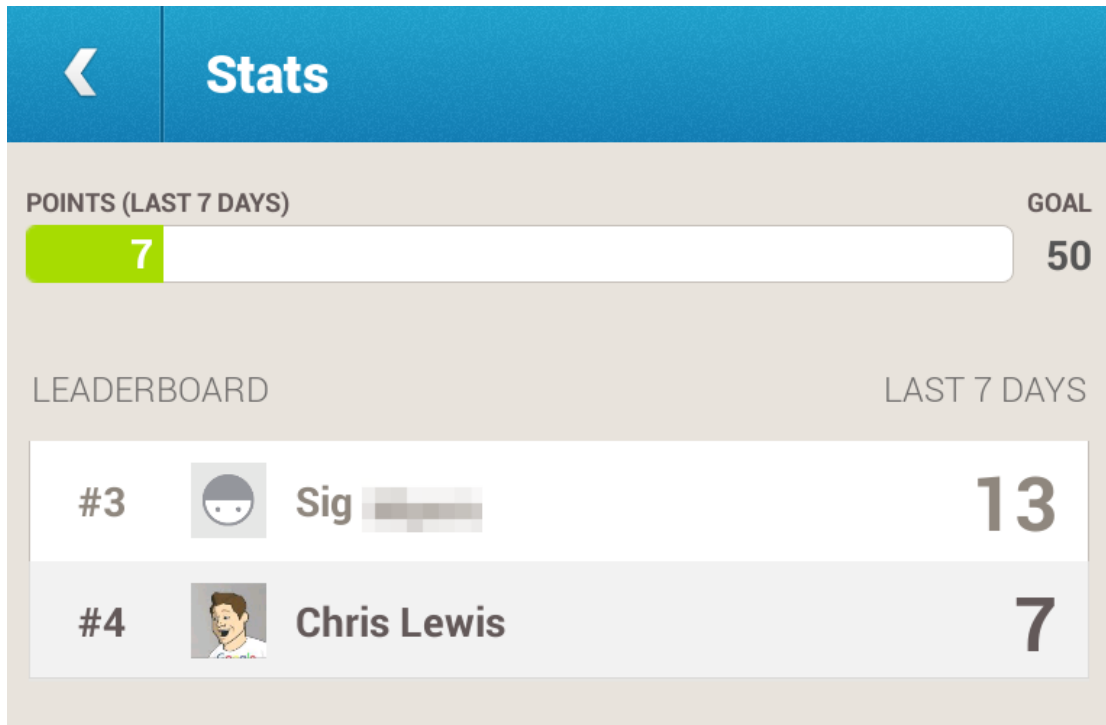 Stats
POINTS (LAST 7 DAYS) GOAL
7 50
LEADERBOARD LAST 7 DAYS
#3 Sig 13
#4 Chris Lewis 7
Google